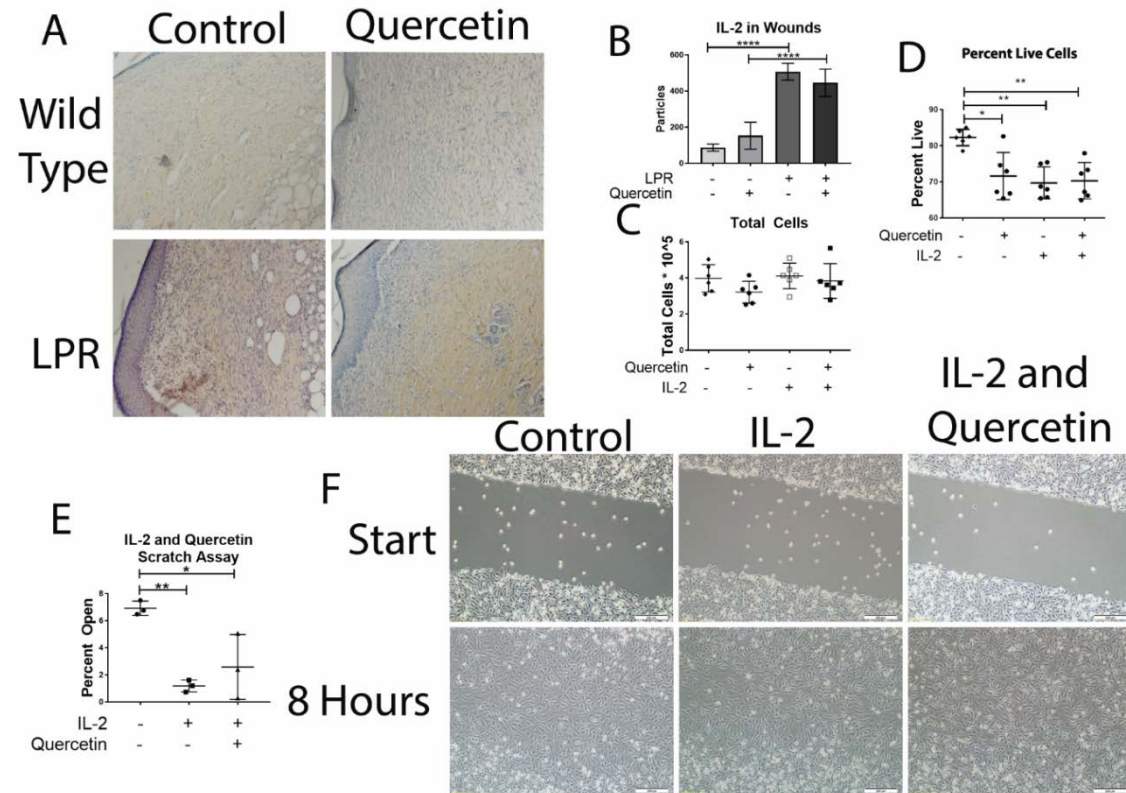 A
Control
Quercetin
Wild
Type
LPR
B
IL-2 in Wounds
****
****
Particles
600
400
200
0
LPR - - + +
Quercetin - + - +
C
Total Cells
Total Cells * 10^5
6
4
2
0
Quercetin - + - +
IL-2 - - + +
D
Percent Live Cells
**
**
*
Percent Live
90
80
70
60
Quercetin - + - +
IL-2 - - + +
E
IL-2 and Quercetin
Scratch Assay
*
**
Percent Open
8
6
4
2
0
IL-2 - + +
Quercetin - - +
F
Control
IL-2
IL-2 and
Quercetin
Start
8 Hours